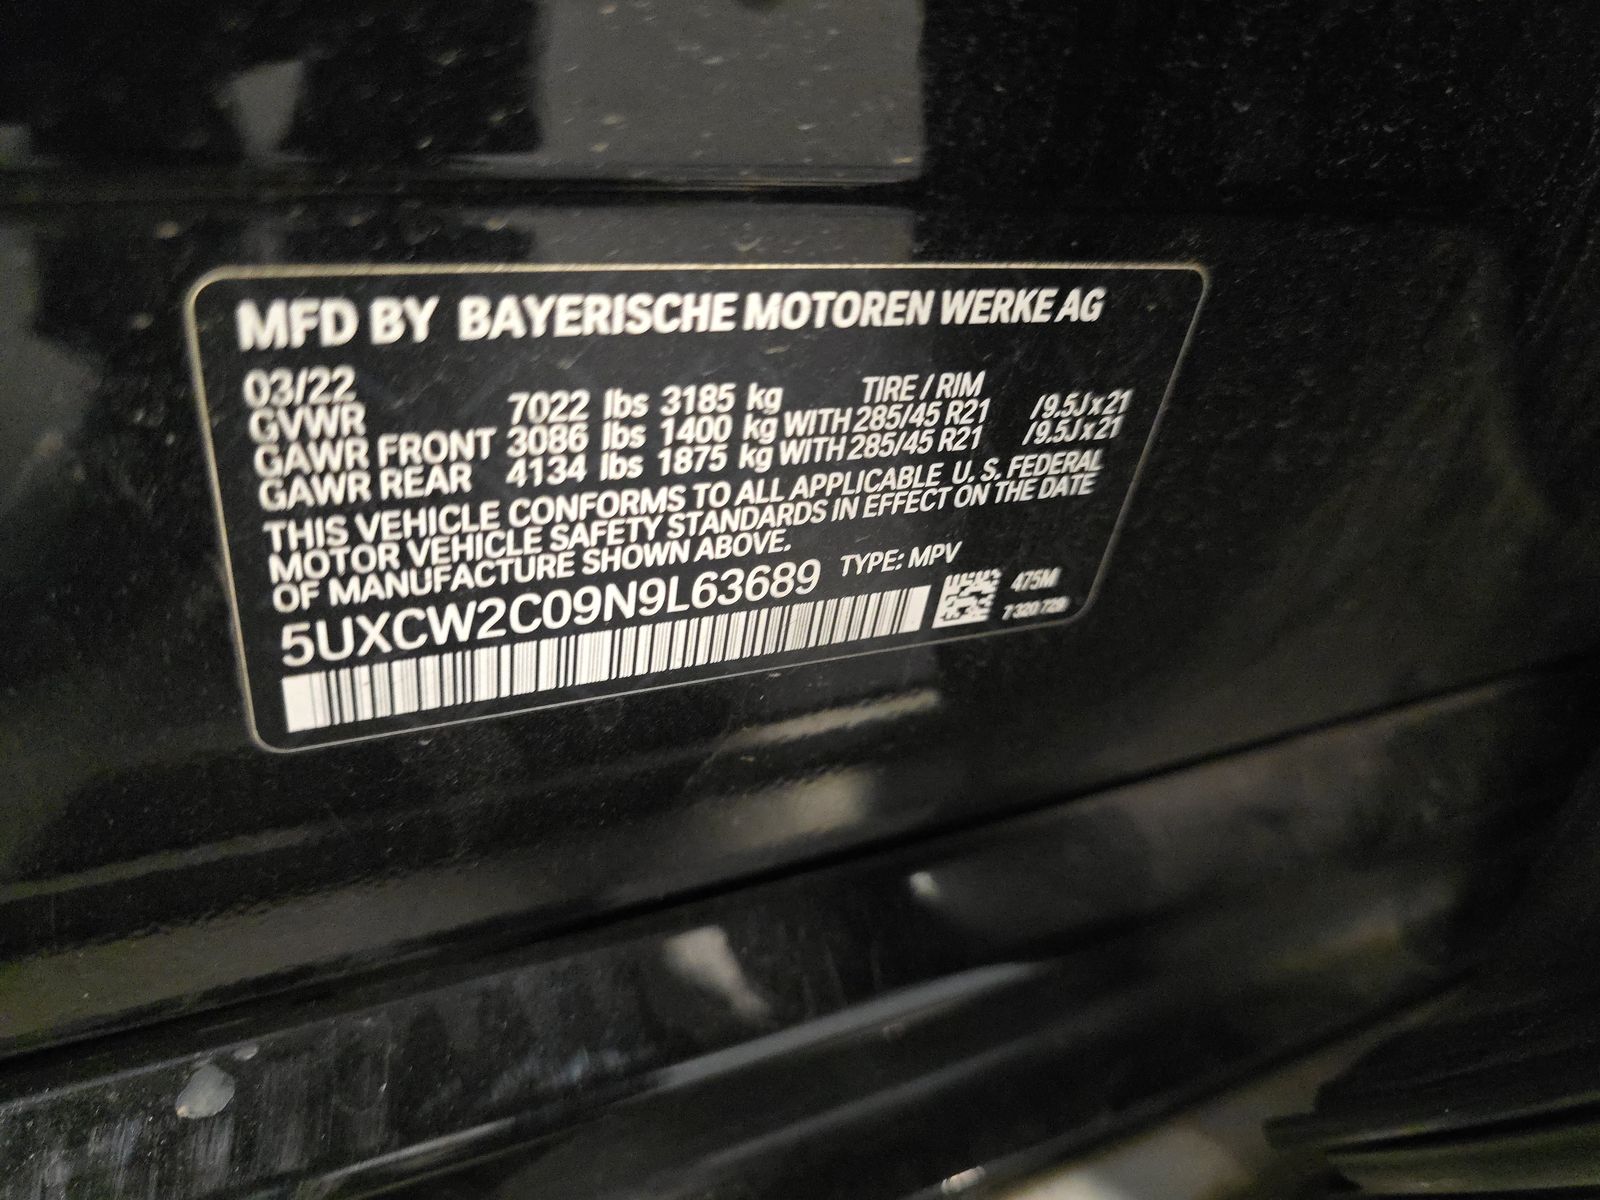 MFD BY BAYERISCHE MOTOREN WERKE AG
03/22 TIRE / RIM
GVWR 7022 lbs 3185 kg
GAWR FRONT 3086 lbs 1400 kg WITH 285/45 R21 / 9.5J x 21
GAWR REAR 4134 lbs 1875 kg WITH 285/45 R21 / 9.5J x 21
THIS VEHICLE CONFORMS TO ALL APPLICABLE U. S. FEDERAL
MOTOR VEHICLE SAFETY STANDARDS IN EFFECT ON THE DATE
OF MANUFACTURE SHOWN ABOVE.
5UXCW2C09N9L63689 TYPE: MPV
475M
7 320 729